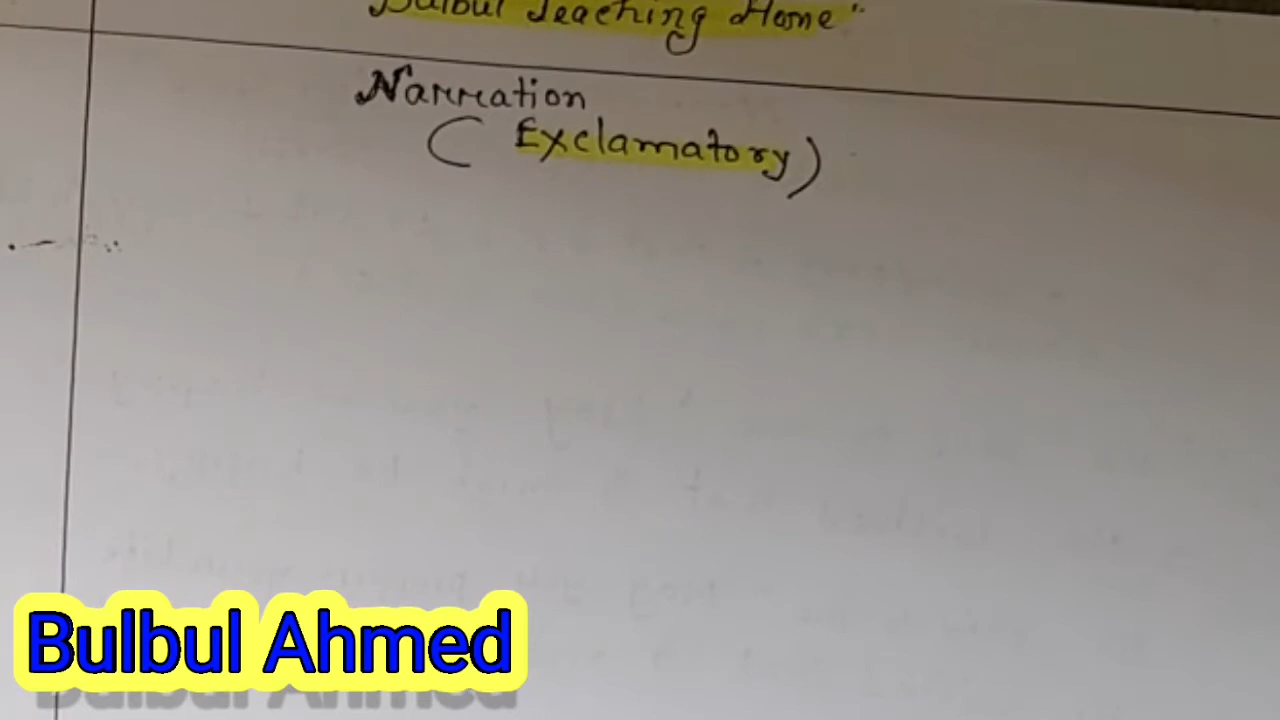 Bulbul Teaching Home"
Narration
(Exclamatory)
Bulbul Ahmed